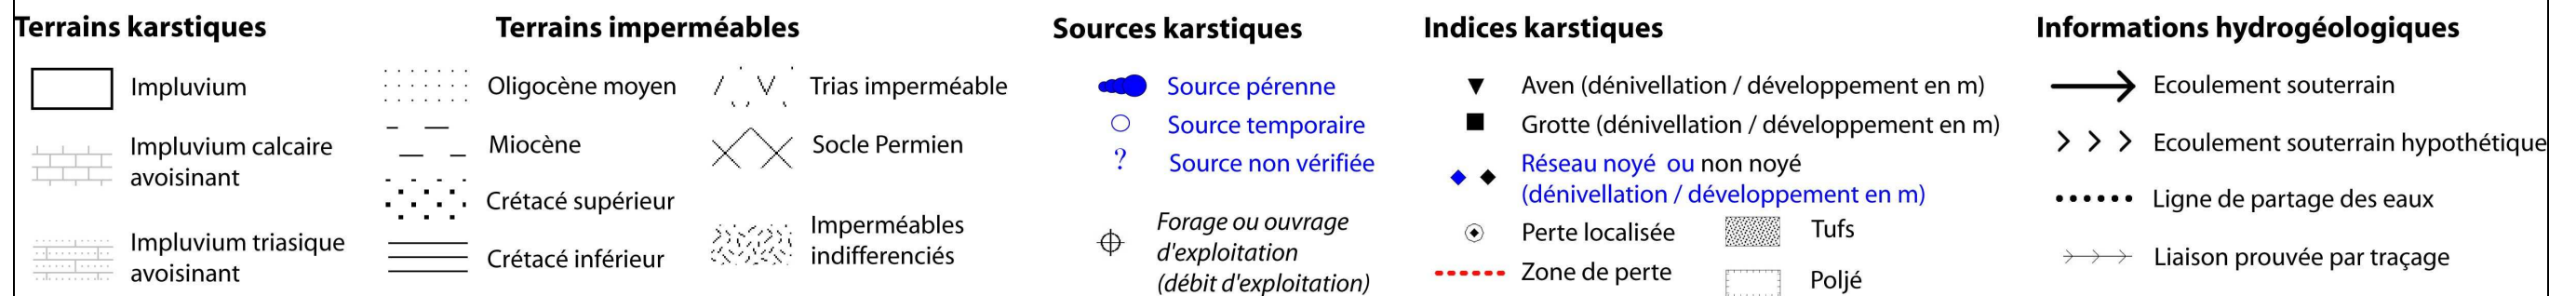 Terrains karstiques
Impluvium
Impluvium calcaire
avoisinant
Impluvium triasique
avoisinant
Terrains imperméables
Oligocène moyen
Miocène
Crétacé supérieur
Crétacé inférieur
Trias imperméable
Socle Permien
Imperméables
indifferenciés
Sources karstiques
Source pérenne
Source temporaire
? Source non vérifiée
Forage ou ouvrage
d'exploitation
(débit d'exploitation)
Indices karstiques
Aven (dénivellation / développement en m)
Grotte (dénivellation / développement en m)
Réseau noyé ou non noyé
(dénivellation / développement en m)
Perte localisée
Zone de perte
Tufs
Poljé
Informations hydrogéologiques
Ecoulement souterrain
Ecoulement souterrain hypothétique
Ligne de partage des eaux
Liaison prouvée par traçage